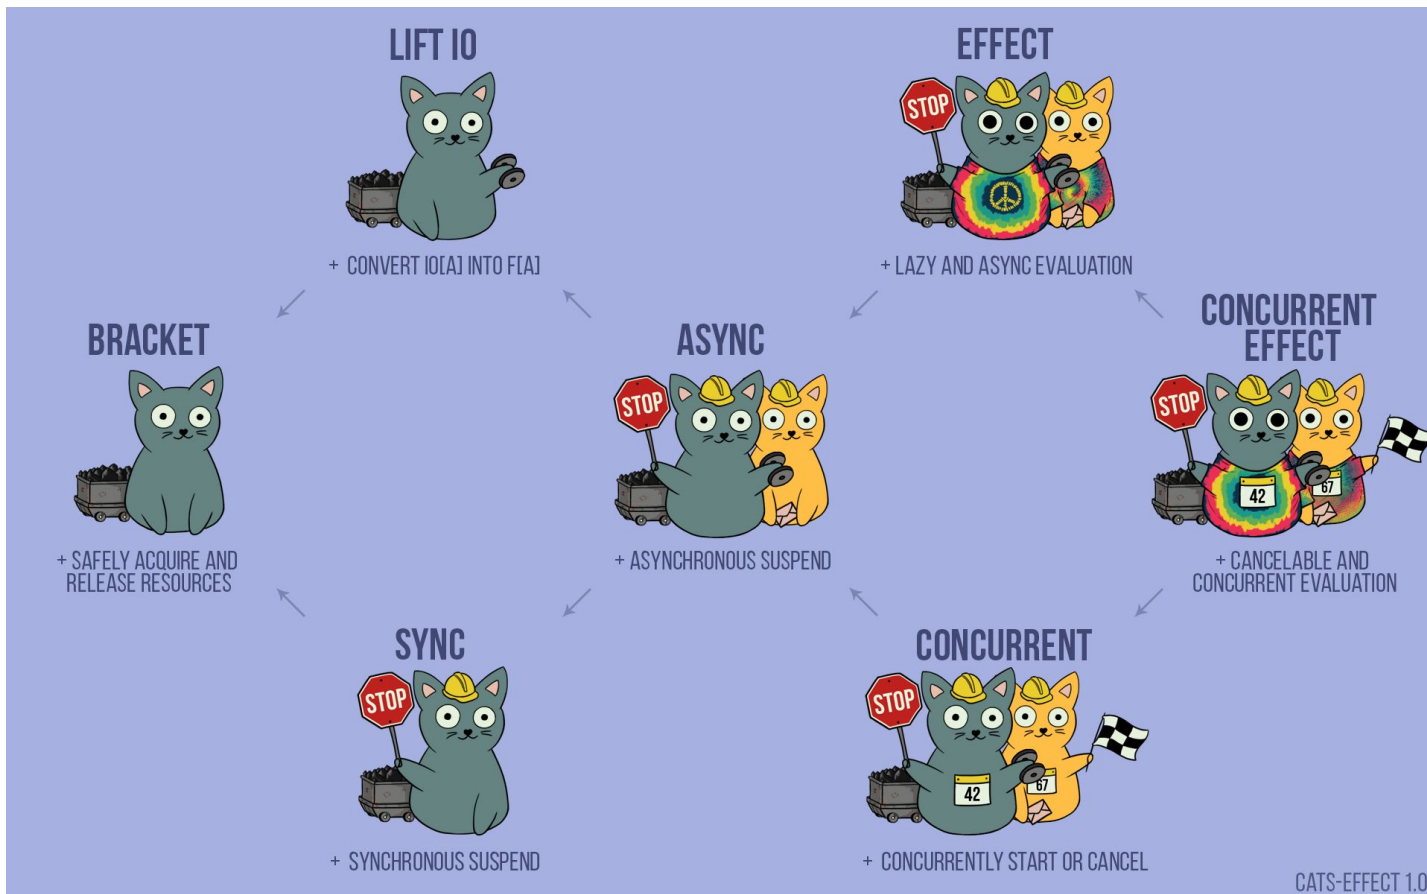 LIFT IO
STOP
+ CONVERT IO[A] INTO F[A]
EFFECT
STOP
+ LAZY AND ASYNC EVALUATION
BRACKET
+ SAFELY ACQUIRE AND
RELEASE RESOURCES
ASYNC
STOP
+ ASYNCHRONOUS SUSPEND
CONCURRENT
EFFECT
STOP
42
67
+ CANCELABLE AND
CONCURRENT EVALUATION
SYNC
STOP
+ SYNCHRONOUS SUSPEND
CONCURRENT
STOP
42
67
+ CONCURRENTLY START OR CANCEL
CATS-EFFECT 1.0